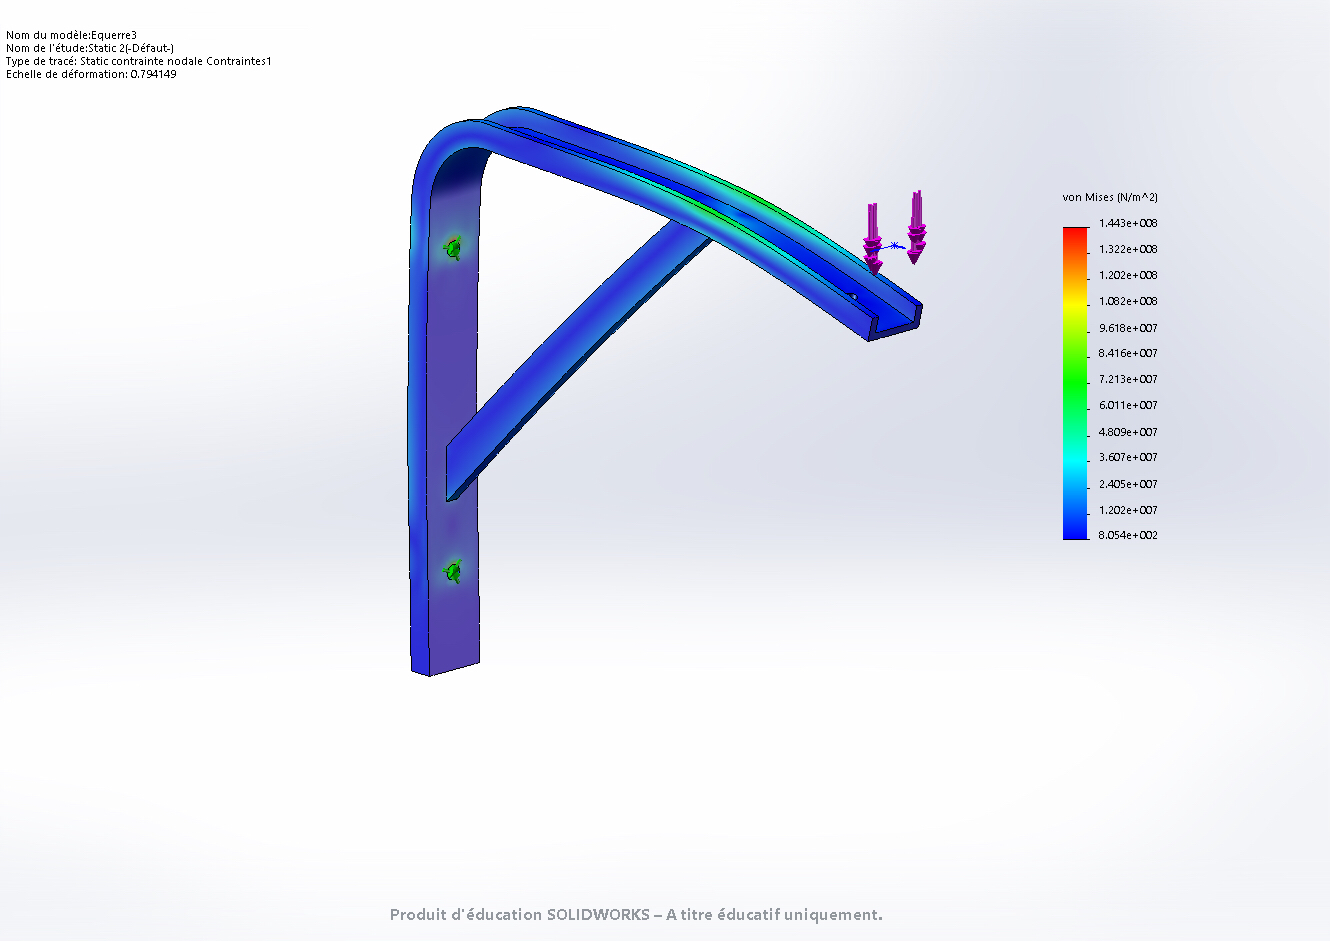 Nom du modèle:Equerre3
Nom de l'étude:Static 2(-Défaut-)
Type de tracé: Static contrainte nodale Contraintes1
Echelle de déformation: 0.794149
von Mises (N/m^2)
1.443e+008
1.322e+008
1.202e+008
1.082e+008
9.618e+007
8.416e+007
7.213e+007
6.011e+007
4.809e+007
3.607e+007
2.405e+007
1.202e+007
8.054e+002
Produit d'éducation SOLIDWORKS – A titre éducatif uniquement.